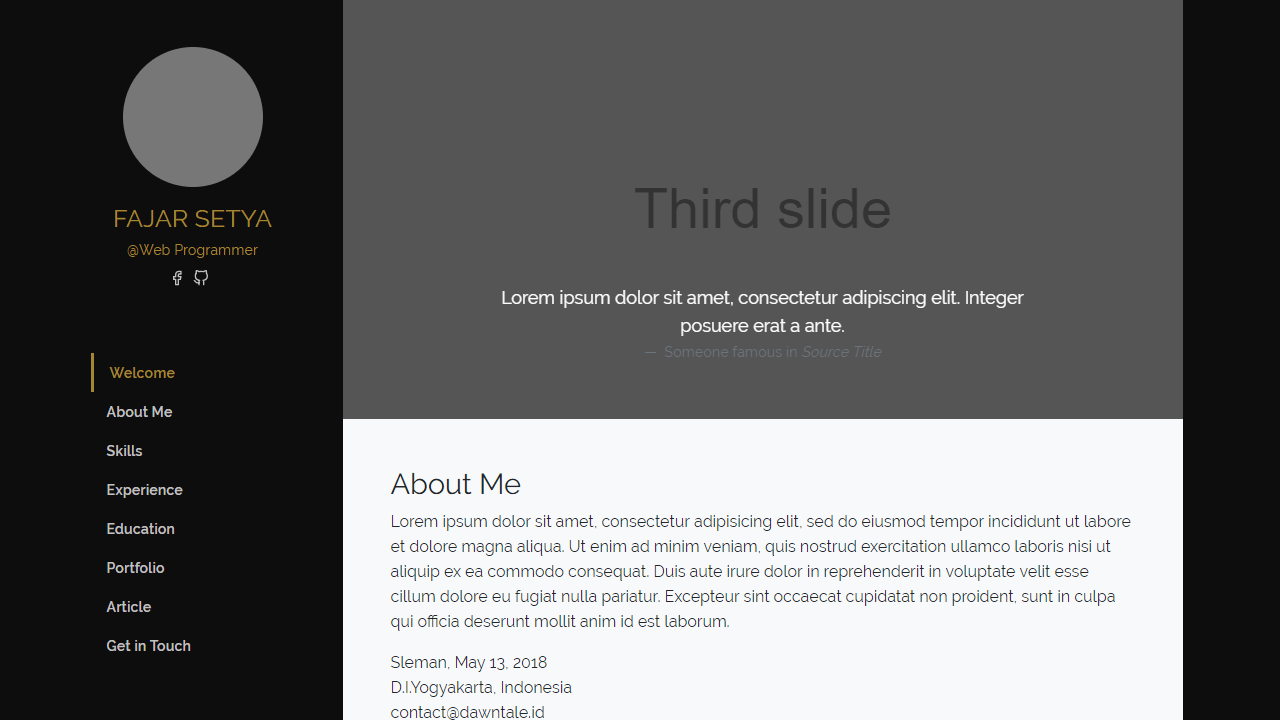 FAJAR SETYA
@Web Programmer
Welcome
About Me
Skills
Experience
Education
Portfolio
Article
Get in Touch
Third slide
Lorem ipsum dolor sit amet, consectetur adipiscing elit. Integer
posuere erat a ante.
— Someone famous in Source Title
About Me
Lorem ipsum dolor sit amet, consectetur adipisicing elit, sed do eiusmod tempor incididunt ut labore
et dolore magna aliqua. Ut enim ad minim veniam, quis nostrud exercitation ullamco laboris nisi ut
aliquip ex ea commodo consequat. Duis aute irure dolor in reprehenderit in voluptate velit esse
cillum dolore eu fugiat nulla pariatur. Excepteur sint occaecat cupidatat non proident, sunt in culpa
qui officia deserunt mollit anim id est laborum.
Sleman, May 13, 2018
D.I.Yogyakarta, Indonesia
contact@dawntale.id